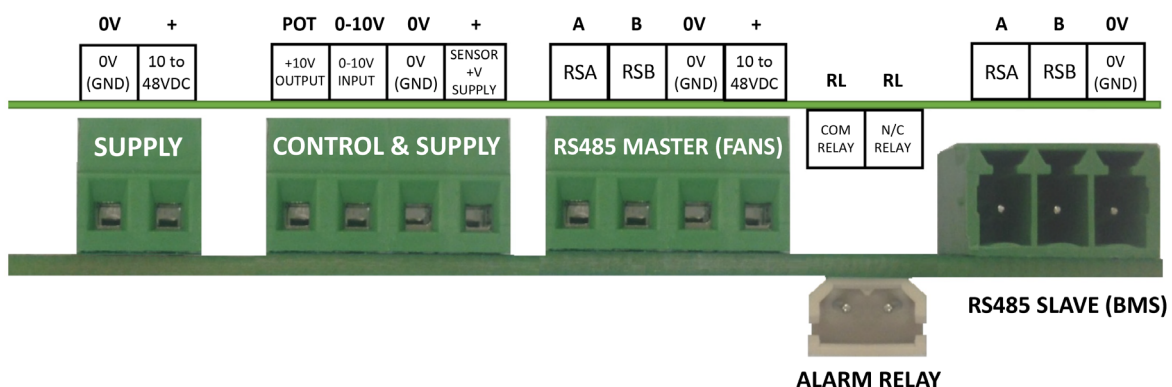 0V + POT 0-10V 0V + A B 0V + A B 0V
0V
(GND)
10 to
48VDC
+10V
OUTPUT
0-10V
INPUT
0V
(GND)
SENSOR
+V
SUPPLY
RSA
RSB
0V
(GND)
10 to
48VDC
RL RL
RSA
RSB
0V
(GND)
COM
RELAY
N/C
RELAY
SUPPLY
CONTROL & SUPPLY
RS485 MASTER (FANS)
RS485 SLAVE (BMS)
ALARM RELAY